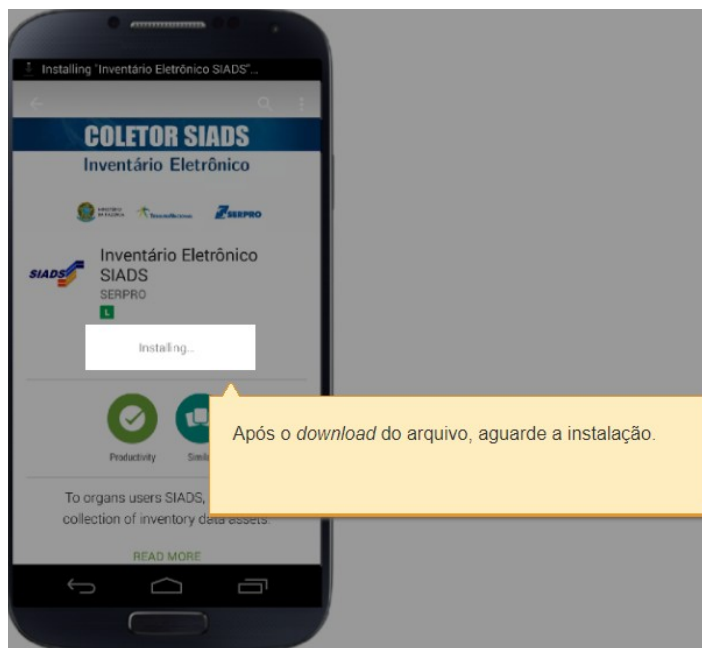 Installing "Inventário Eletrônico SIADS"...
COLETOR SIADS
Inventário Eletrônico
SERPRO
SIADS
Inventário Eletrônico
SIADS
SERPRO
L
Installing...
Após o download do arquivo, aguarde a instalação.
Productivity
To organs users SIADS,
collection of inventory data assets.
READ MORE